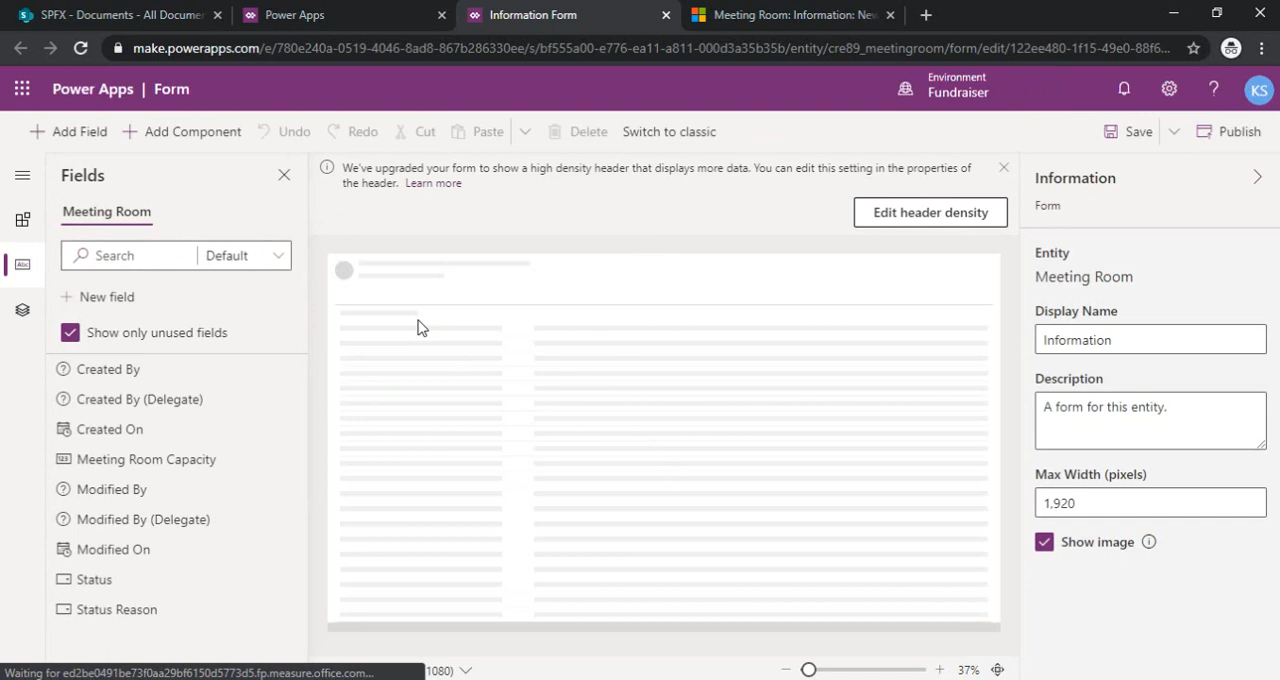 SPFX - Documents - All Documen
Power Apps
Information Form
Meeting Room: Information: New
make.powerapps.com/e/780e240a-0519-4046-8ad8-867b286330ee/s/bf555a00-e776-ea11-a811-000d3a35b35b/entity/cre89_meetingroom/form/edit/122ee480-1f15-49e0-88f6...
Power Apps | Form
Environment
Fundraiser
KS
Add Field
Add Component
Undo
Redo
Cut
Paste
Delete
Switch to classic
Save
Publish
Fields
Meeting Room
Search
Default
New field
Show only unused fields
Created By
Created By (Delegate)
Created On
Meeting Room Capacity
Modified By
Modified By (Delegate)
Modified On
Status
Status Reason
We've upgraded your form to show a high density header that displays more data. You can edit this setting in the properties of
the header. Learn more
Edit header density
Information
Form
Entity
Meeting Room
Display Name
Information
Description
A form for this entity.
Max Width (pixels)
1,920
Show image
Waiting for ed2be0491be73f0aa29bf6150d5773d5.fp.measure.office.com...
1080)
37%